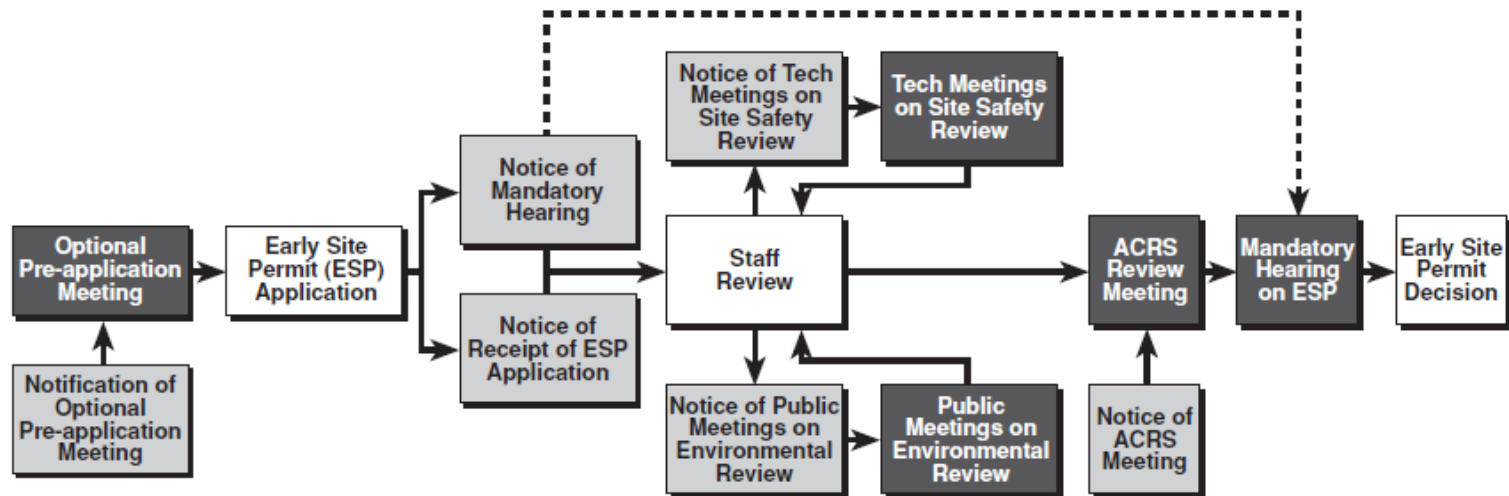 Optional
Pre-application
Meeting
Notification of
Optional
Pre-application
Meeting
Early Site
Permit (ESP)
Application
Notice of
Mandatory
Hearing
Notice of
Receipt of ESP
Application
Notice of Tech
Meetings on
Site Safety
Review
Tech Meetings
on Site Safety
Review
Staff
Review
Notice of Public
Meetings on
Environmental
Review
Public
Meetings on
Environmental
Review
ACRS
Review
Meeting
Notice of
ACRS
Meeting
Mandatory
Hearing
on ESP
Early Site
Permit
Decision